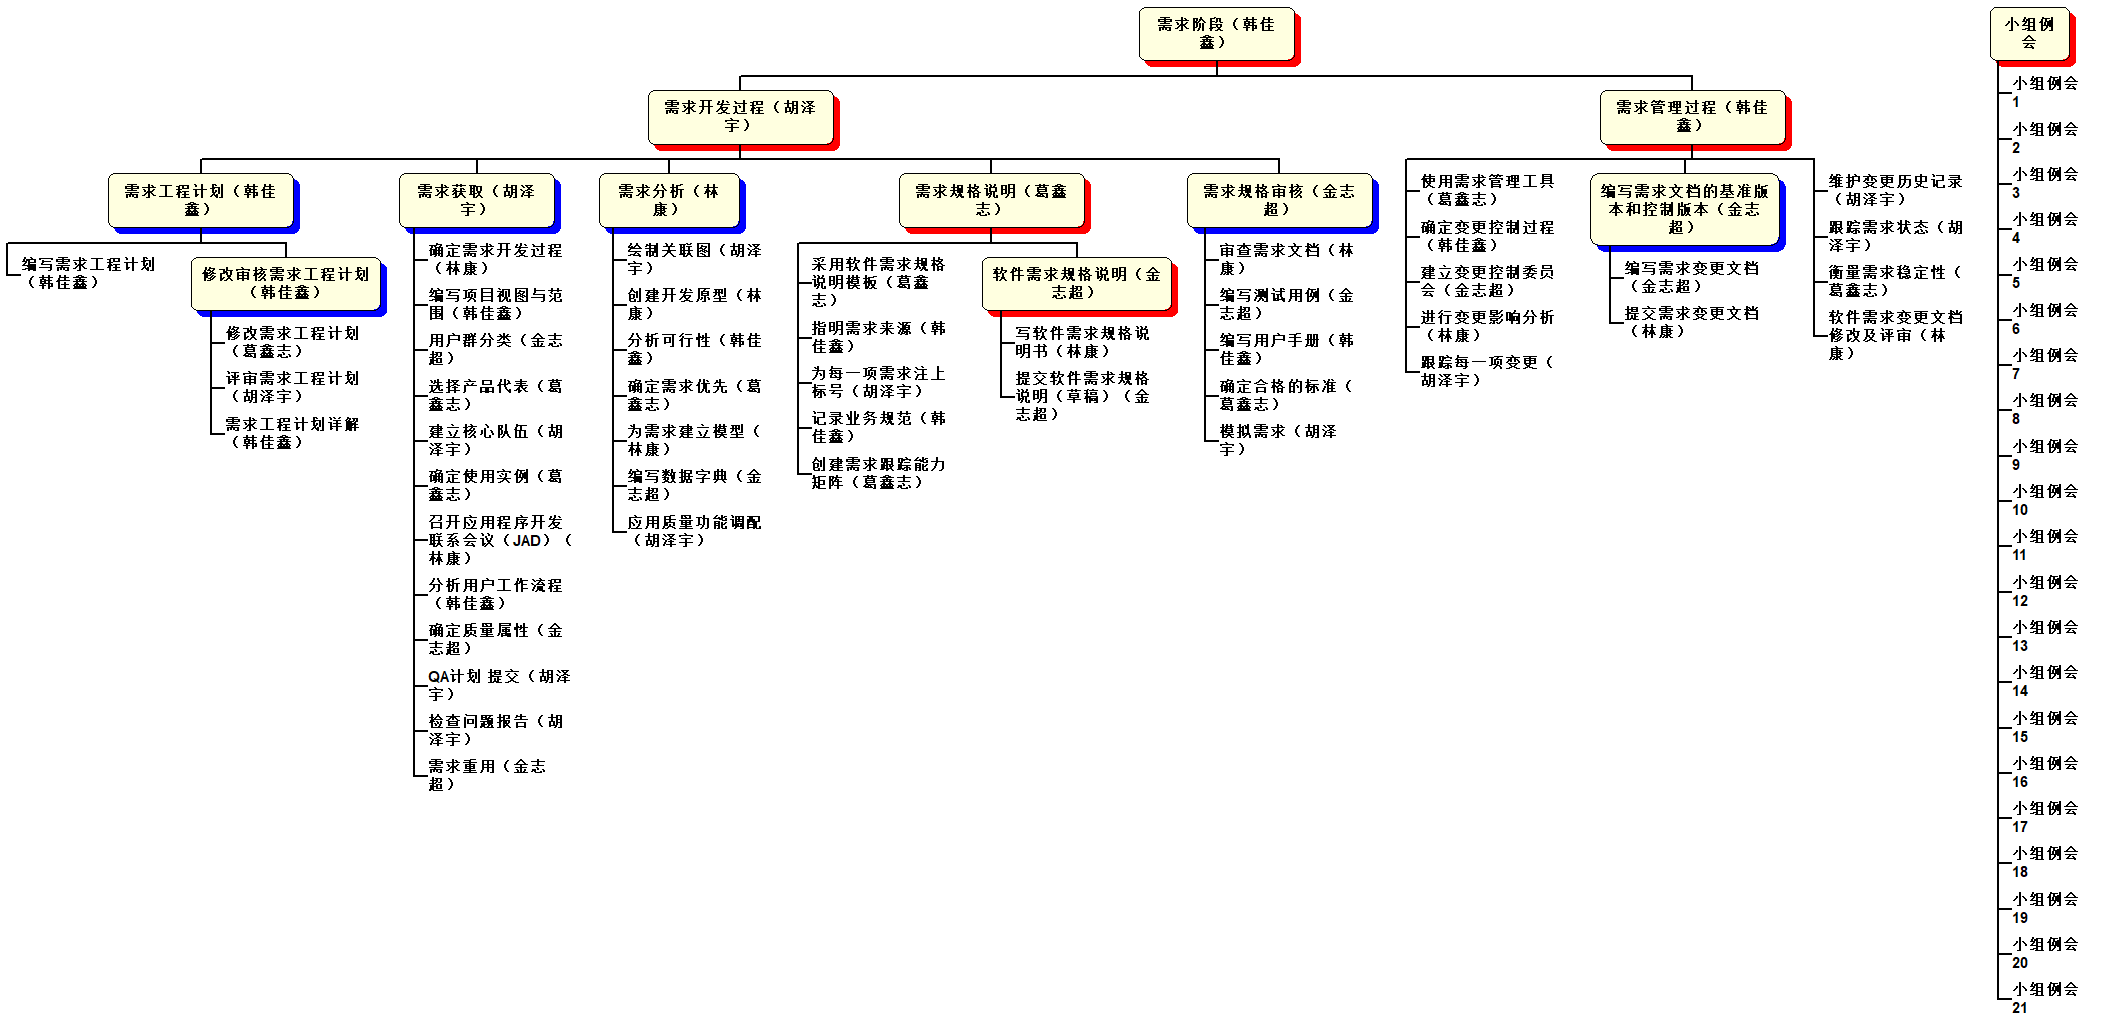 需求阶段（韩佳
鑫）
需求开发过程（胡泽
宇）
需求工程计划（韩佳
鑫）
编写需求工程计划
（韩佳鑫）
修改审核需求工程计划
（韩佳鑫）
修改需求工程计划
（葛鑫志）
评审需求工程计划
（胡泽宇）
需求工程计划详解
（韩佳鑫）
需求获取（胡泽
宇）
确定需求开发过程
（林康）
编写项目视图与范
围（韩佳鑫）
用户群分类（金志
超）
选择产品代表（葛
鑫志）
建立核心队伍（胡
泽宇）
确定使用实例（葛
鑫志）
召开应用程序开发
联系会议（JAD）（
林康）
分析用户工作流程
（韩佳鑫）
确定质量属性（金
志超）
QA计划 提交（胡泽
宇）
检查问题报告（胡
泽宇）
需求重用（金志
超）
需求分析（林
康）
绘制关联图（胡泽
宇）
创建开发原型（林
康）
分析可行性（韩佳
鑫）
确定需求优先（葛
鑫志）
为需求建立模型（
林康）
编写数据字典（金
志超）
应用质量功能调配
（胡泽宇）
需求规格说明（葛鑫
志）
采用软件需求规格
说明模板（葛鑫
志）
指明需求来源（韩
佳鑫）
为每一项需求注上
标号（胡泽宇）
记录业务规范（韩
佳鑫）
创建需求跟踪能力
矩阵（葛鑫志）
软件需求规格说明（金
志超）
写软件需求规格说
明书（林康）
提交软件需求规格
说明（草稿）（金
志超）
需求规格审核（金志
超）
审查需求文档（林
康）
编写测试用例（金
志超）
编写用户手册（韩
佳鑫）
确定合格的标准（
葛鑫志）
模拟需求（胡泽
宇）
需求管理过程（韩佳
鑫）
使用需求管理工具
（葛鑫志）
确定变更控制过程
（韩佳鑫）
建立变更控制委员
会（金志超）
进行变更影响分析
（林康）
跟踪每一项变更（
胡泽宇）
编写需求文档的基准版
本和控制版本（金志
超）
编写需求变更文档
（金志超）
提交需求变更文档
（林康）
维护变更历史记录
（胡泽宇）
跟踪需求状态（胡
泽宇）
衡量需求稳定性（
葛鑫志）
软件需求变更文档
修改及评审（林
康）
小组例
会
小组例会
1
小组例会
2
小组例会
3
小组例会
4
小组例会
5
小组例会
6
小组例会
7
小组例会
8
小组例会
9
小组例会
10
小组例会
11
小组例会
12
小组例会
13
小组例会
14
小组例会
15
小组例会
16
小组例会
17
小组例会
18
小组例会
19
小组例会
20
小组例会
21